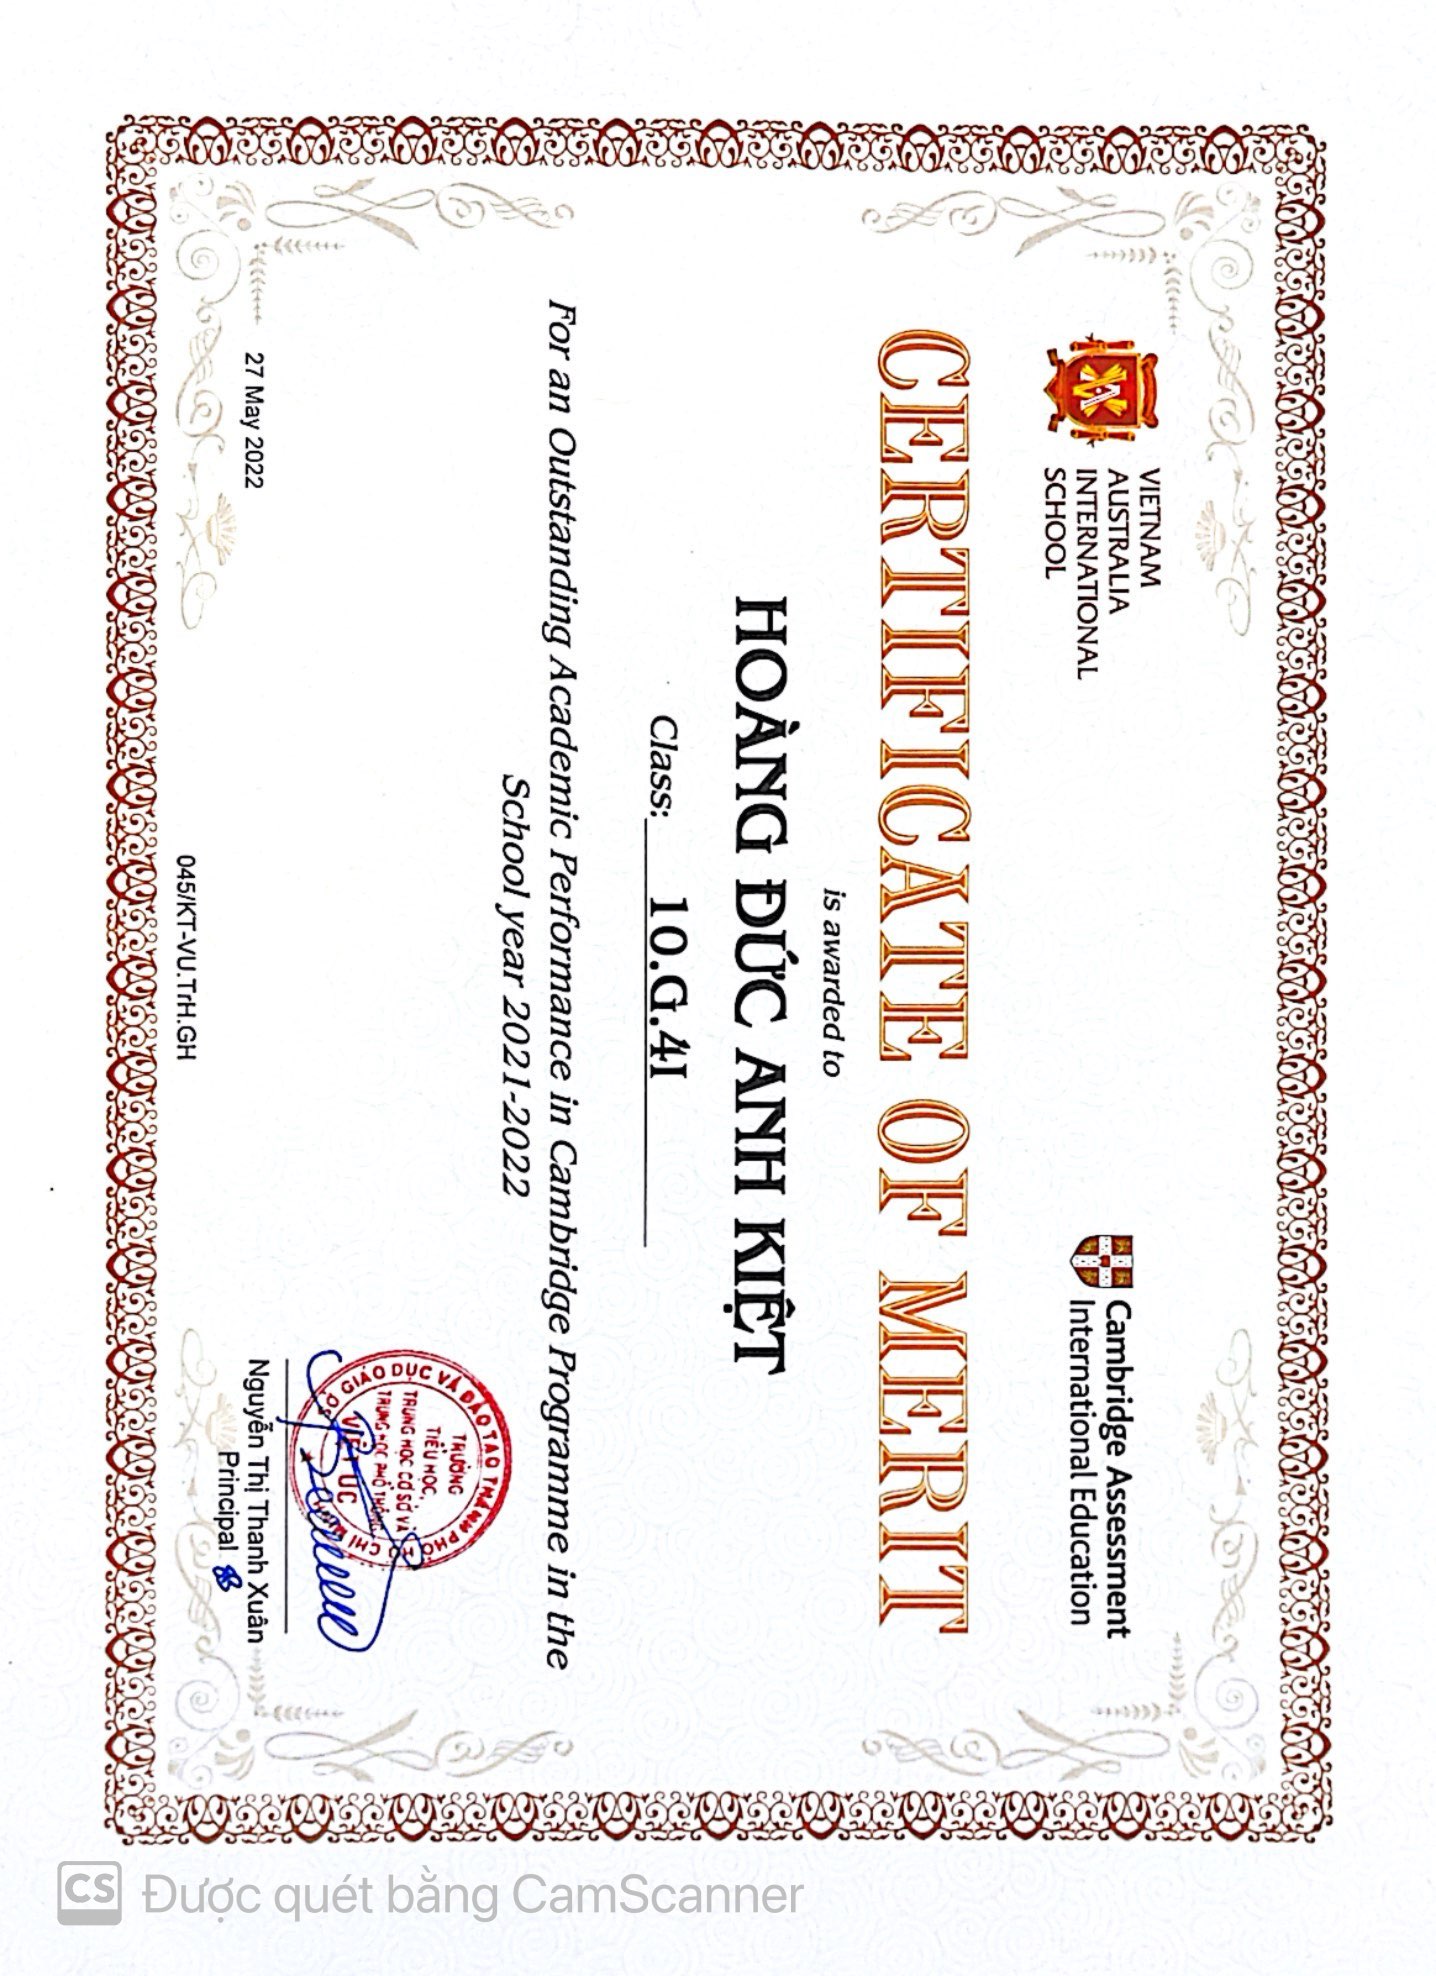 VIETNAM
AUSTRALIA
INTERNATIONAL
SCHOOL
Cambridge Assessment
International Education
CERTIFICATE OF MERIT
is awarded to
HOÀNG ĐỨC ANH KIỆT
Class: 10.G.4I
For an Outstanding Academic Performance in Cambridge Programme in the
School year 2021-2022
SỞ GIÁO DỤC VÀ ĐÀO TẠO THÀNH PHỐ HỒ CHÍ MINH
TRƯỜNG
TIỂU HỌC,
TRUNG HỌC CƠ SỞ VÀ
TRUNG HỌC PHỔ THÔNG
VIỆT ÚC
27 May 2022
Nguyễn Thị Thanh Xuân
Principal
045/KT-VU.TrH.GH
CS Được quét bằng CamScanner